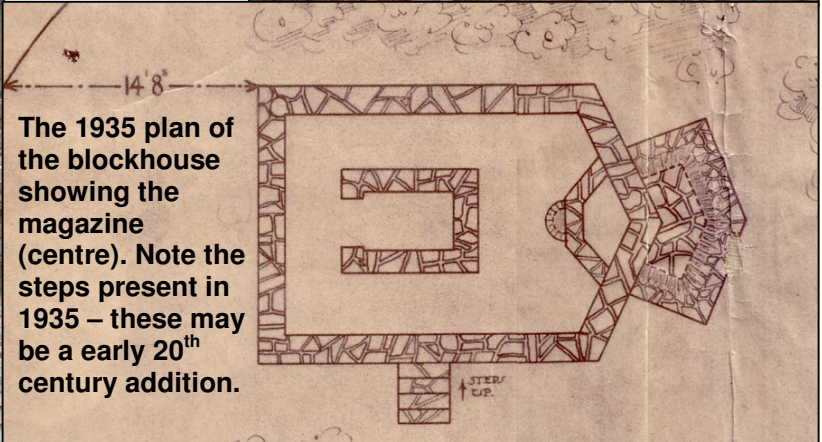 14'8"
The 1935 plan of
the blockhouse
showing the
magazine
(centre). Note the
steps present in
1935 – these may
be a early 20th
century addition.
STEPS
UP.